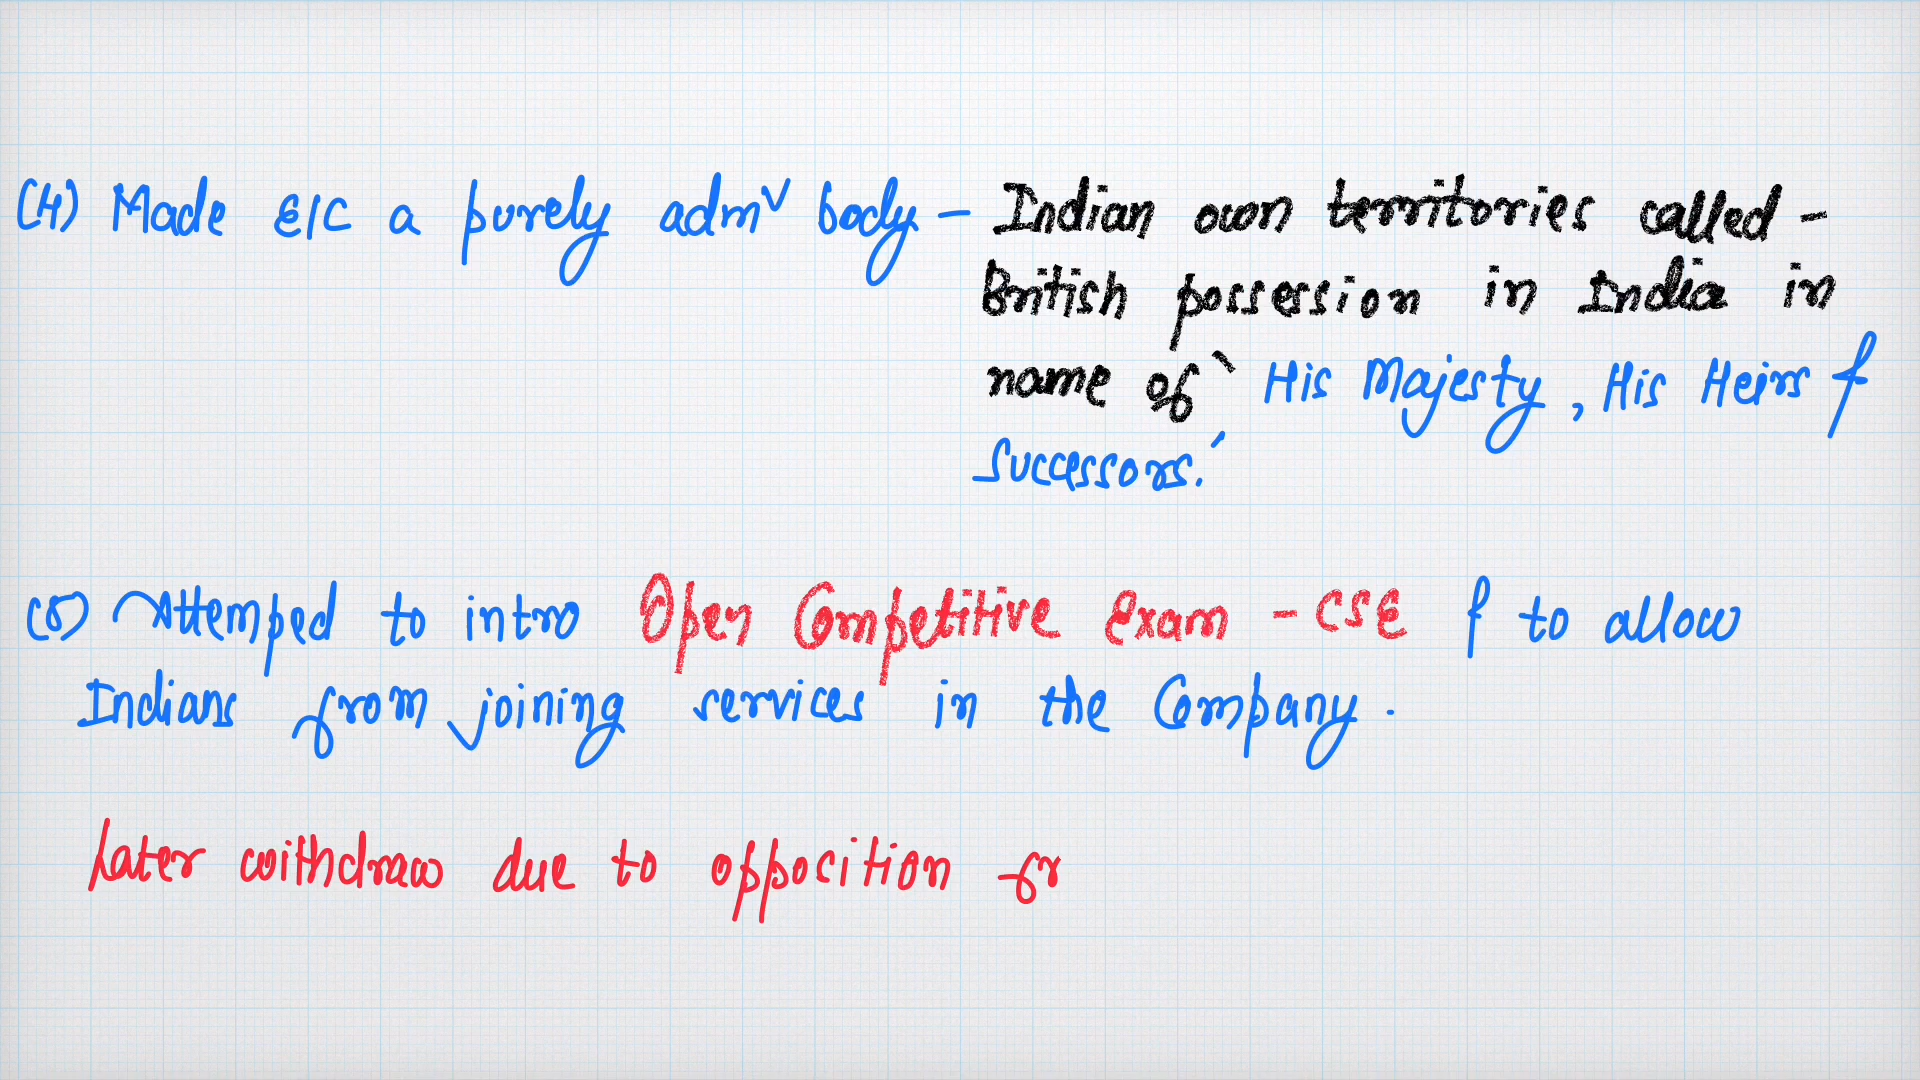 (4) Made E/C a purely admv body - Indian own territories called -
British possession in India in
name of 'His Majesty, His Heirs &
successors.'
(5) Attemped to intro Open Competitive Exam - CSE & to allow
Indians from joining services in the Company.
Later withdraw due to opposition fr